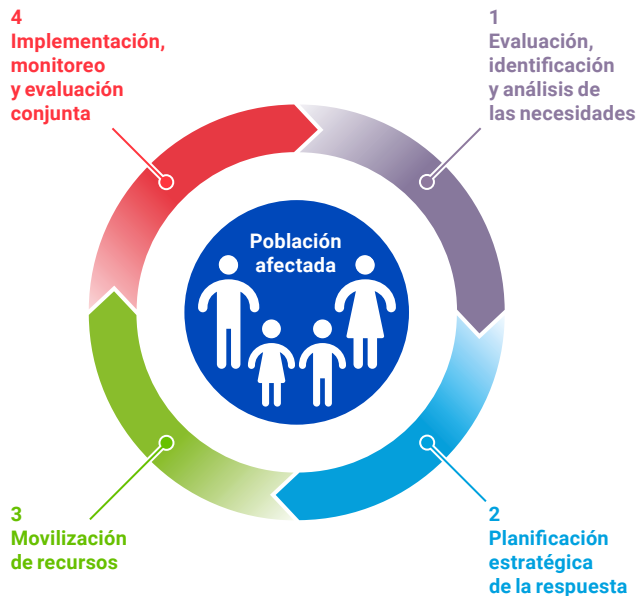 4
Implementación,
monitoreo
y evaluación
conjunta
1
Evaluación,
identificación
y análisis de
las necesidades
Población
afectada
3
Movilización
de recursos
2
Planificación
estratégica
de la respuesta